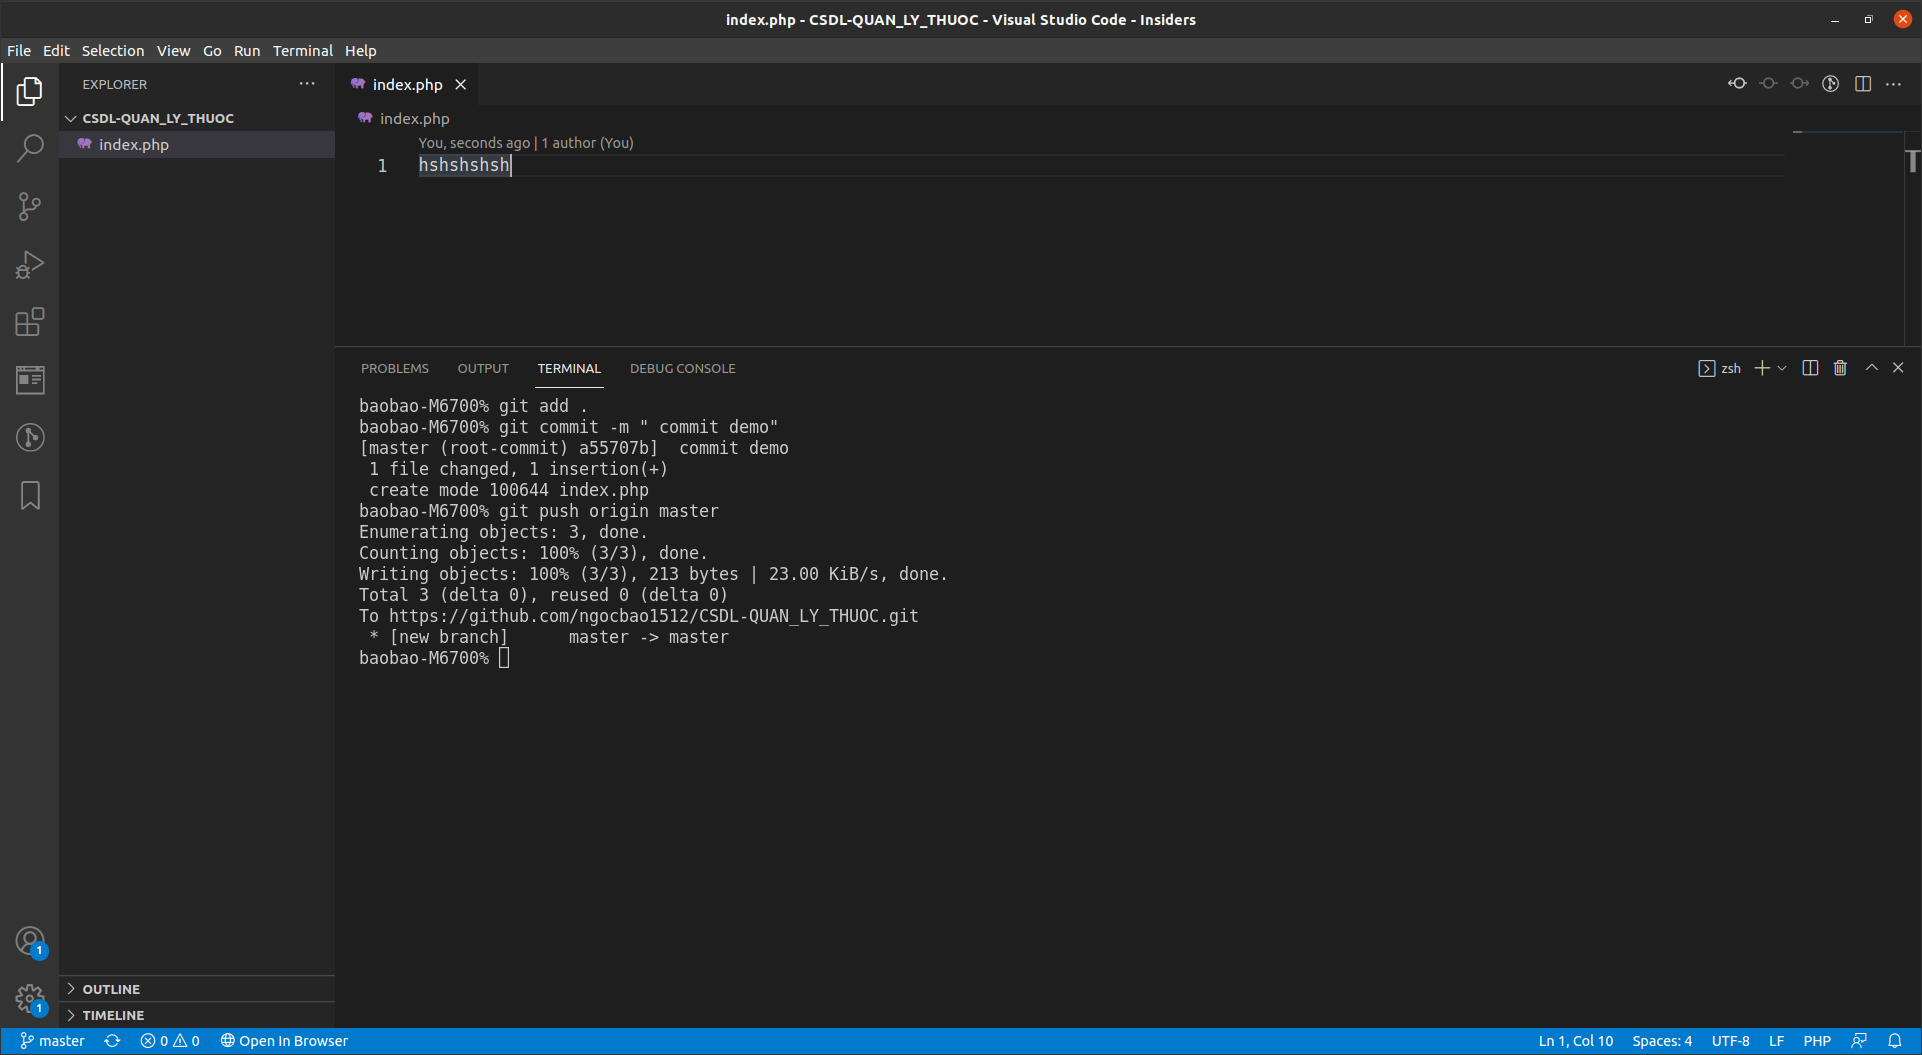 index.php - CSDL-QUAN_LY_THUOC - Visual Studio Code - Insiders
File Edit Selection View Go Run Terminal Help
EXPLORER
CSDL-QUAN_LY_THUOC
index.php
OUTLINE
TIMELINE
index.php
index.php
You, seconds ago | 1 author (You)
1 hshshshsh
PROBLEMS OUTPUT TERMINAL DEBUG CONSOLE
zsh
baobao-M6700% git add .
baobao-M6700% git commit -m " commit demo"
[master (root-commit) a55707b]  commit demo
 1 file changed, 1 insertion(+)
 create mode 100644 index.php
baobao-M6700% git push origin master
Enumerating objects: 3, done.
Counting objects: 100% (3/3), done.
Writing objects: 100% (3/3), 213 bytes | 23.00 KiB/s, done.
Total 3 (delta 0), reused 0 (delta 0)
To https://github.com/ngocbao1512/CSDL-QUAN_LY_THUOC.git
 * [new branch]      master -> master
baobao-M6700%
1
1
master 0 0 Open In Browser Ln 1, Col 10 Spaces: 4 UTF-8 LF PHP